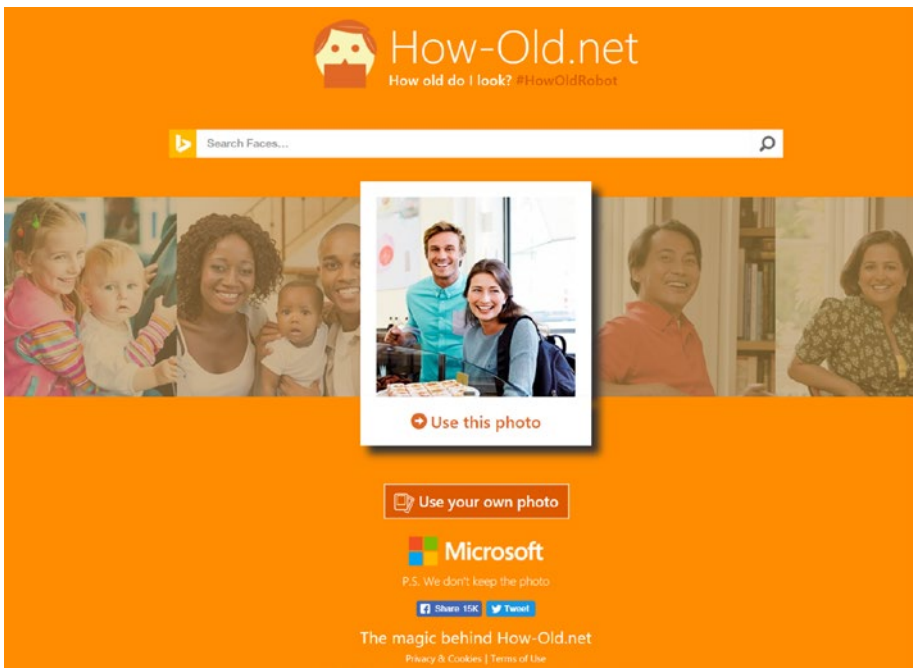 How-Old.net
How old do I look? #HowOldRobot
Search Faces...
Use this photo
Use your own photo
Microsoft
P.S. We don't keep the photo
Share 15K Tweet
The magic behind How-Old.net
Privacy & Cookies | Terms of Use